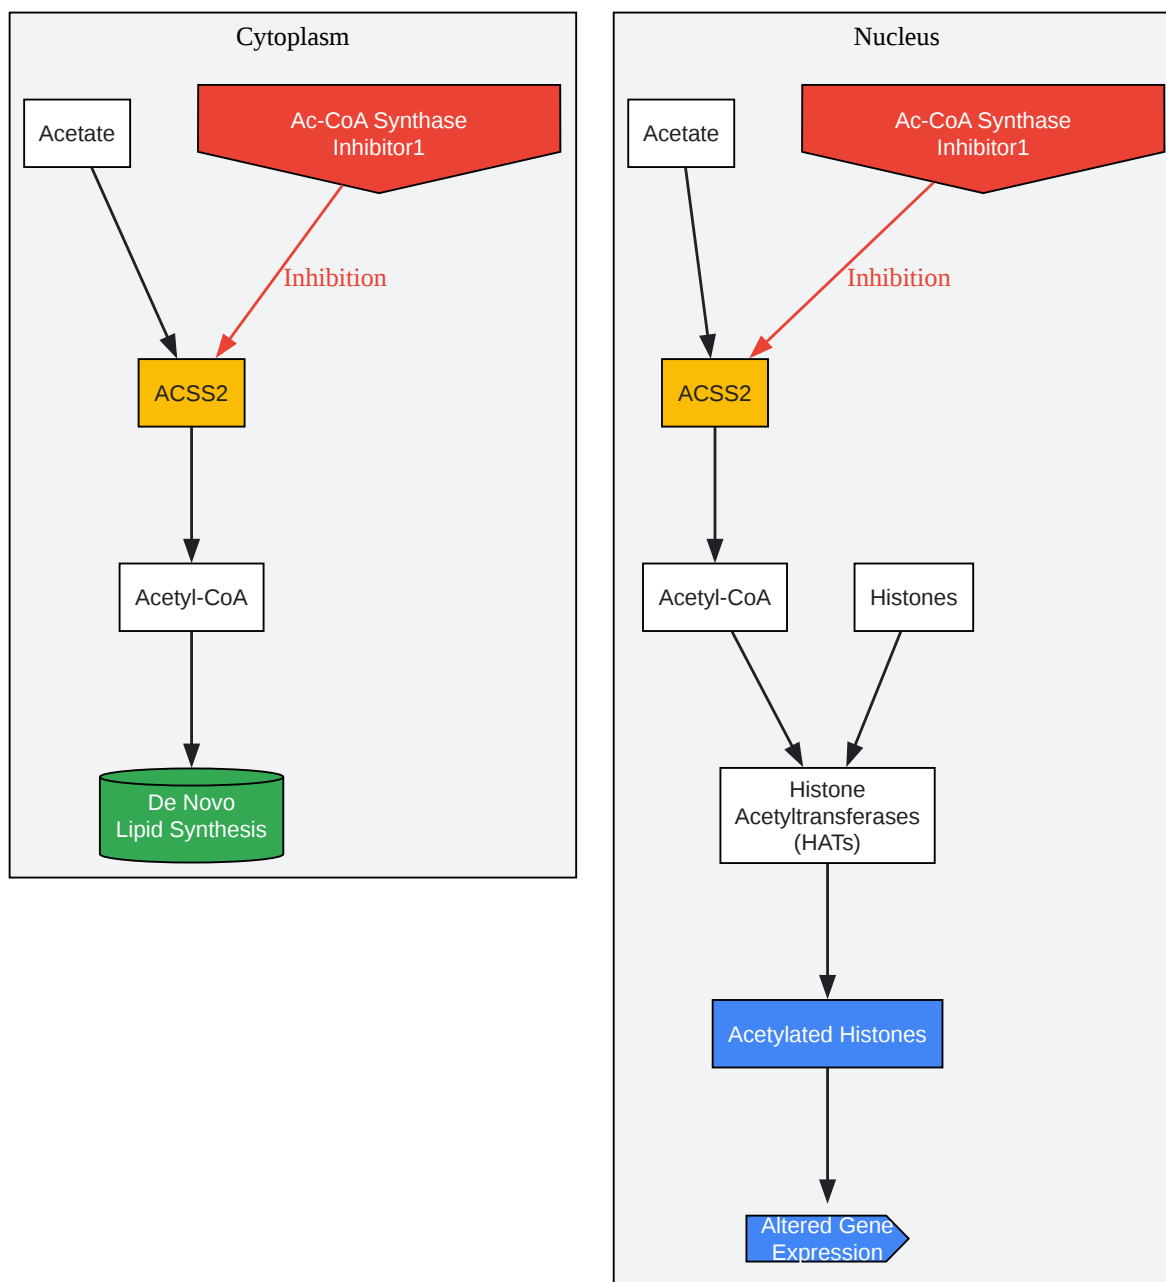 Cytoplasm
Acetate
Ac-CoA Synthase
Inhibitor1
Inhibition
ACSS2
Acetyl-CoA
De Novo
Lipid Synthesis
Nucleus
Acetate
Ac-CoA Synthase
Inhibitor1
Inhibition
ACSS2
Acetyl-CoA
Histones
Histone
Acetyltransferases
(HATs)
Acetylated Histones
Altered Gene
Expression